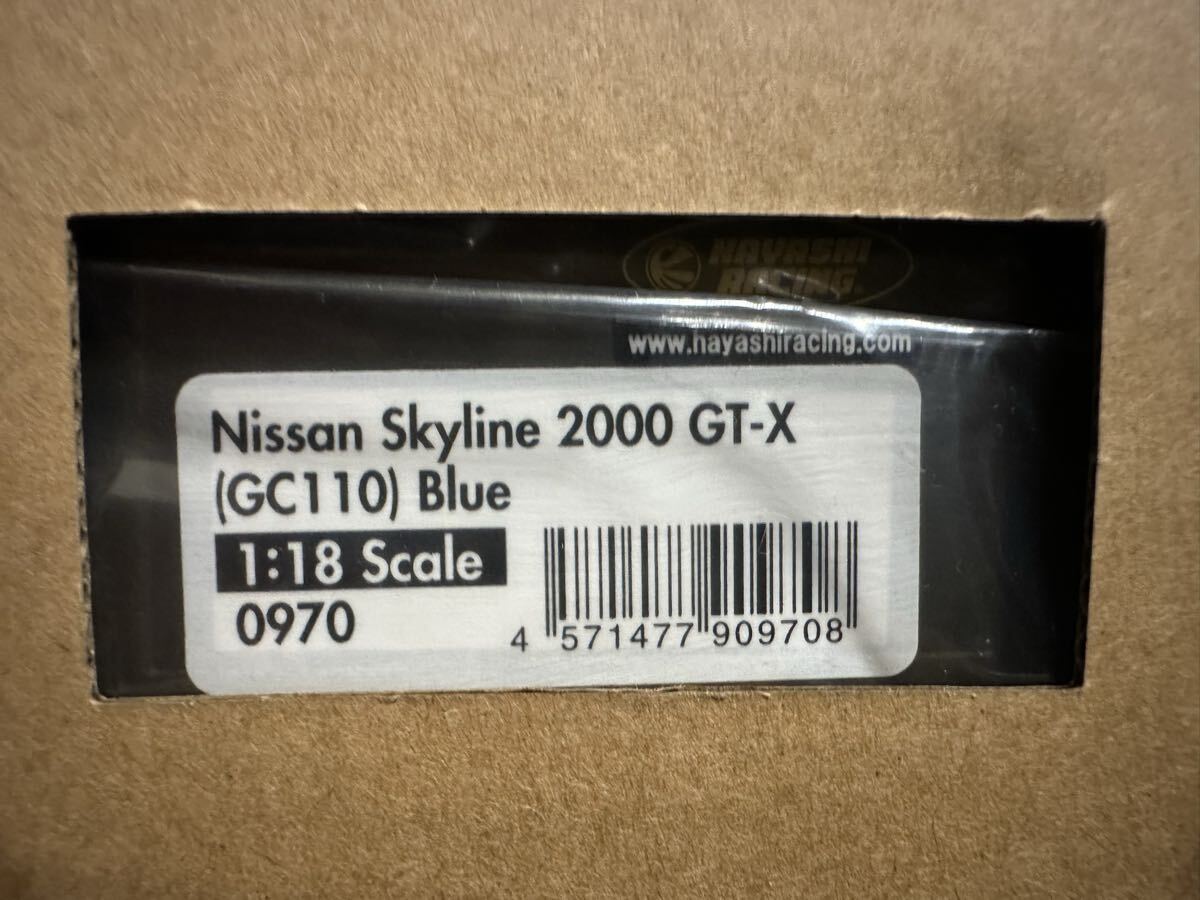 HAYASHI
RACING.
www.hayashiracing.com
Nissan Skyline 2000 GT-X
(GC110) Blue
1:18 Scale
0970
4 571477 909708